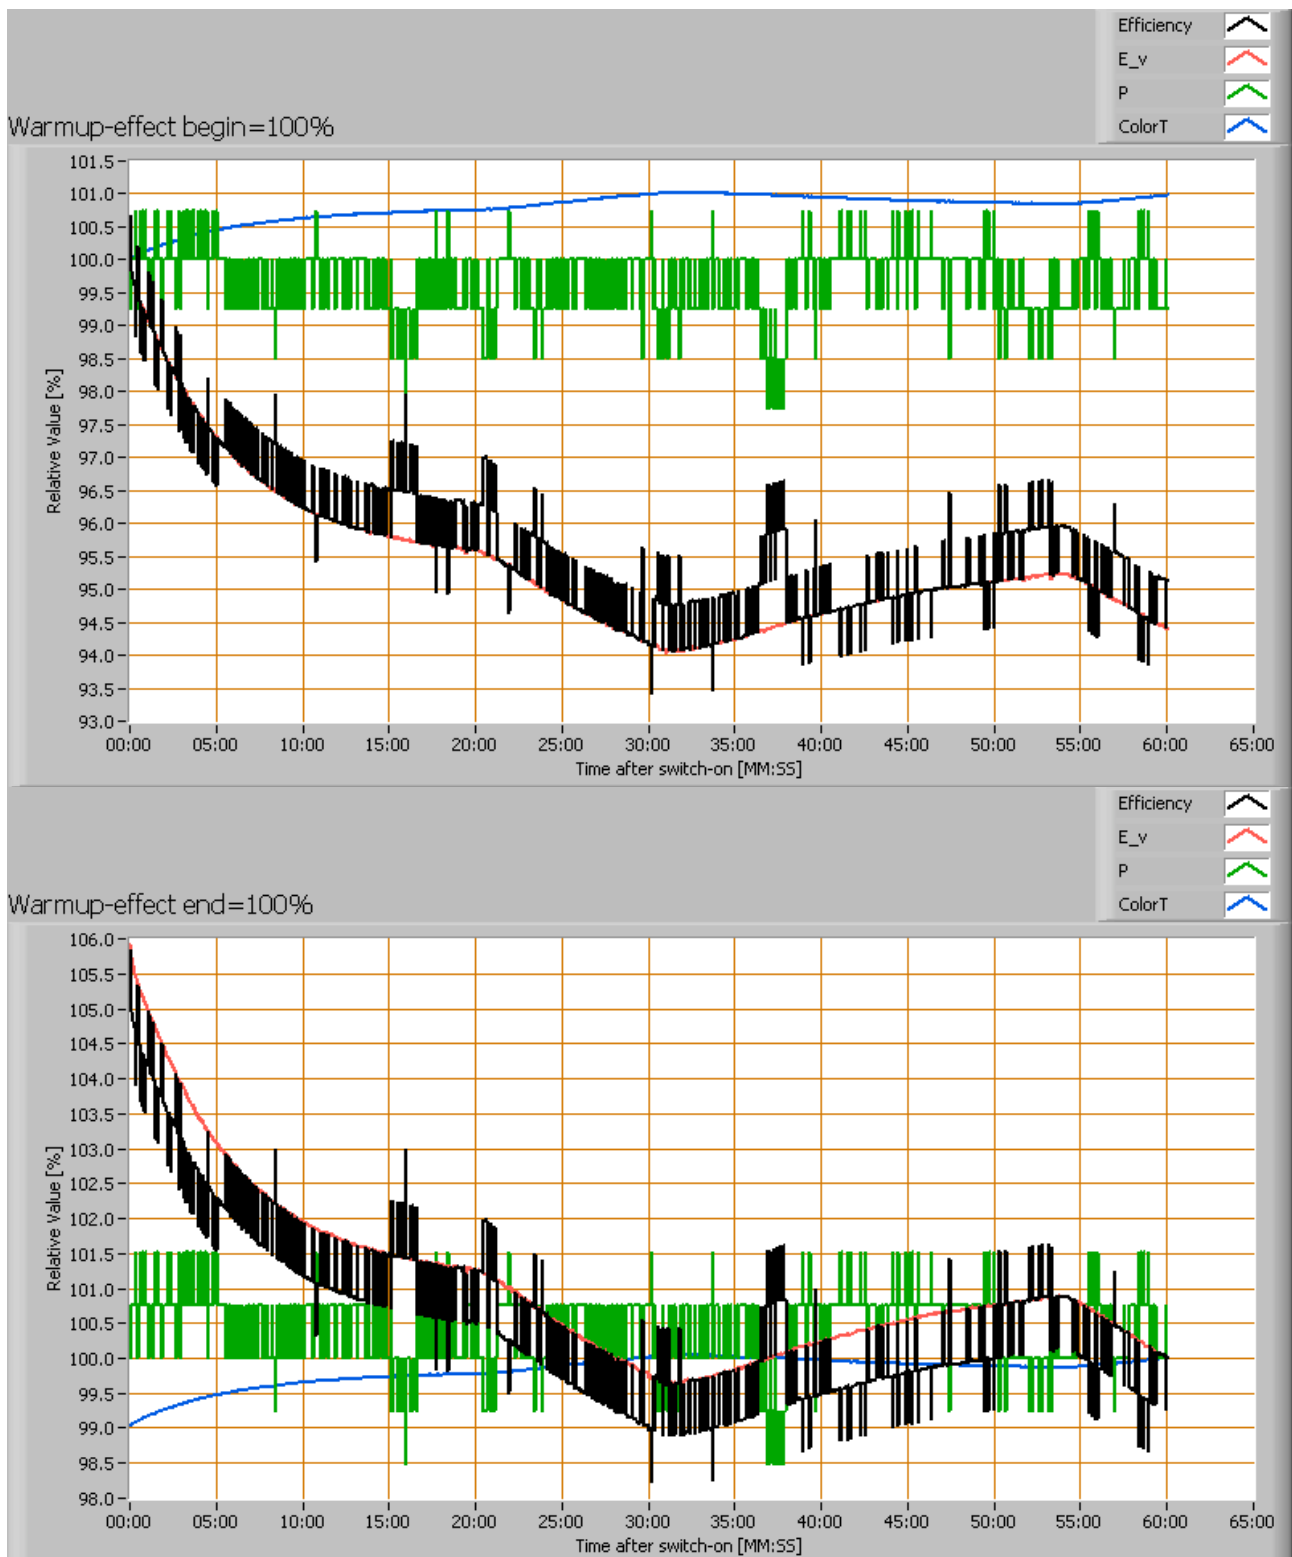 Efficiency
E_v
P
ColorT
Warmup-effect begin=100%
101.5
101.0
100.5
100.0
99.5
99.0
98.5
98.0
97.5
97.0
96.5
96.0
95.5
95.0
94.5
94.0
93.5
93.0
Relative Value [%]
00:00 05:00 10:00 15:00 20:00 25:00 30:00 35:00 40:00 45:00 50:00 55:00 60:00 65:00
Time after switch-on [MM:SS]
Efficiency
E_v
P
ColorT
Warmup-effect end=100%
106.0
105.5
105.0
104.5
104.0
103.5
103.0
102.5
102.0
101.5
101.0
100.5
100.0
99.5
99.0
98.5
98.0
Relative Value [%]
00:00 05:00 10:00 15:00 20:00 25:00 30:00 35:00 40:00 45:00 50:00 55:00 60:00 65:00
Time after switch-on [MM:SS]